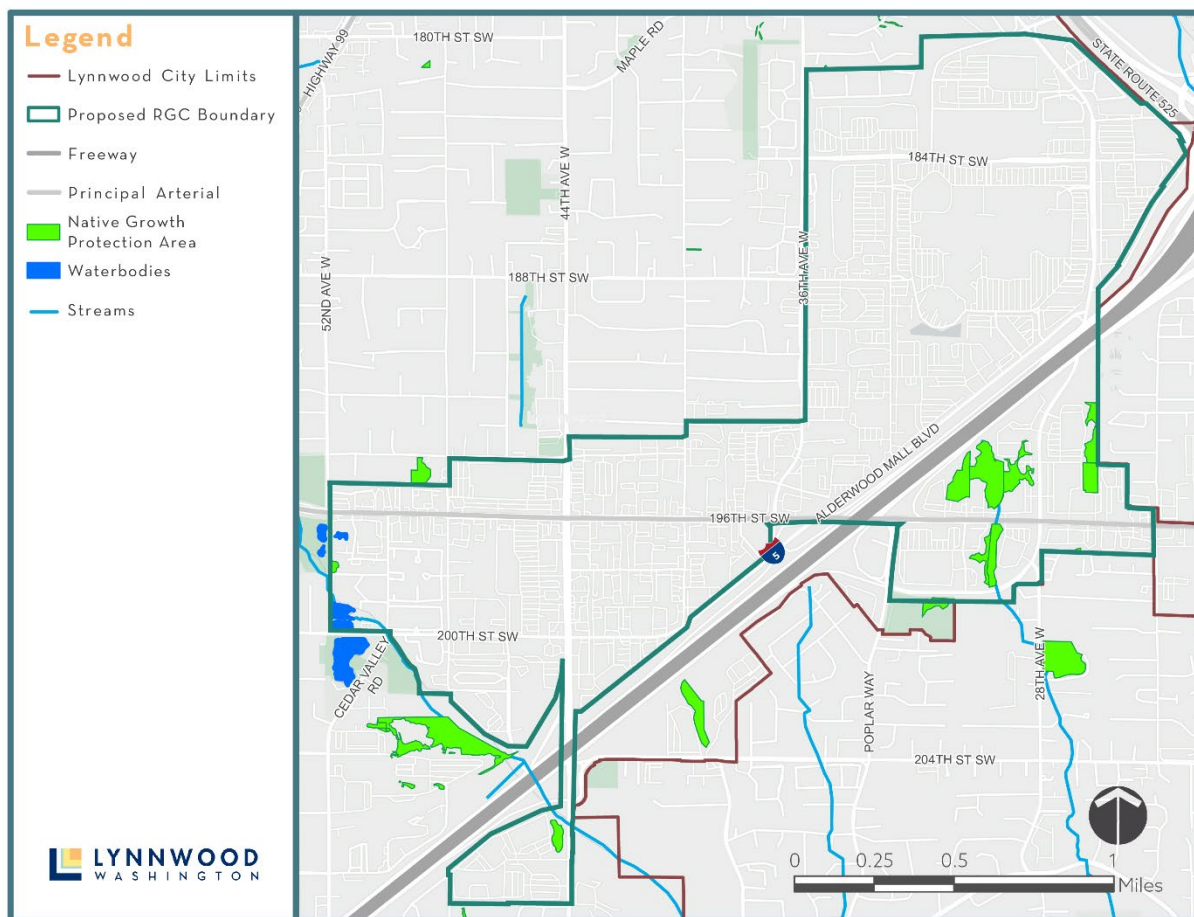 Legend
Lynnwood City Limits
Proposed RGC Boundary
Freeway
Principal Arterial
Native Growth
Protection Area
Waterbodies
Streams
LYNNWOOD
WASHINGTON
HIGHWAY 99
180TH ST SW
MAPLE RD
STATE ROUTE 525
184TH ST SW
44TH AVE W
36TH AVE W
188TH ST SW
52ND AVE W
ALDERWOOD MALL BLVD
196TH ST SW
5
200TH ST SW
CEDAR VALLEY
RD
28TH AVE W
POPLAR WAY
204TH ST SW
0 0.25 0.5 1
Miles